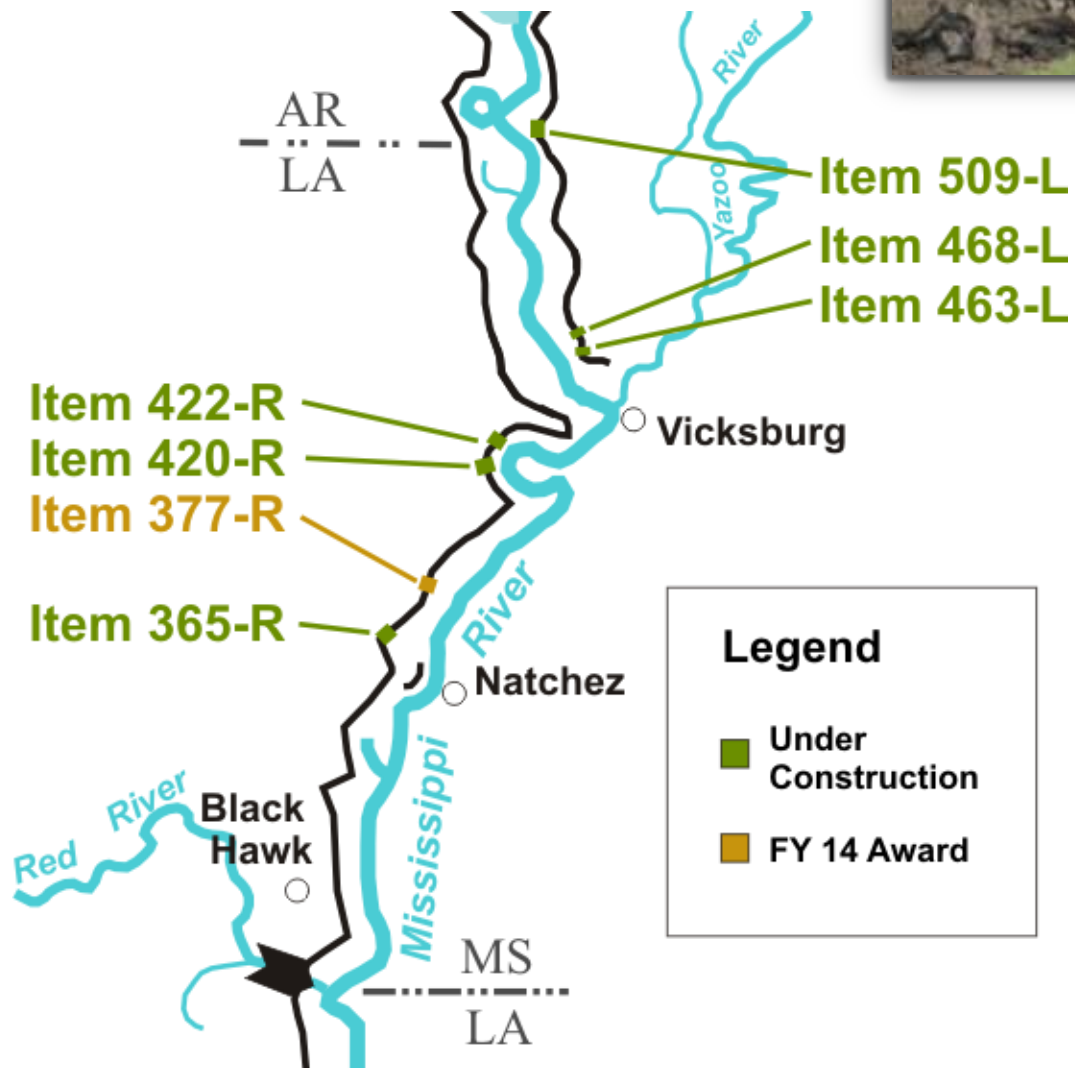 River
AR
LA
Yazoo
Item 509-L
Item 468-L
Item 463-L
Item 422-R
Item 420-R
Item 377-R
Item 365-R
Vicksburg
River
Natchez
Mississippi
Legend
Under
Construction
FY 14 Award
River
Red
Black
Hawk
MS
LA